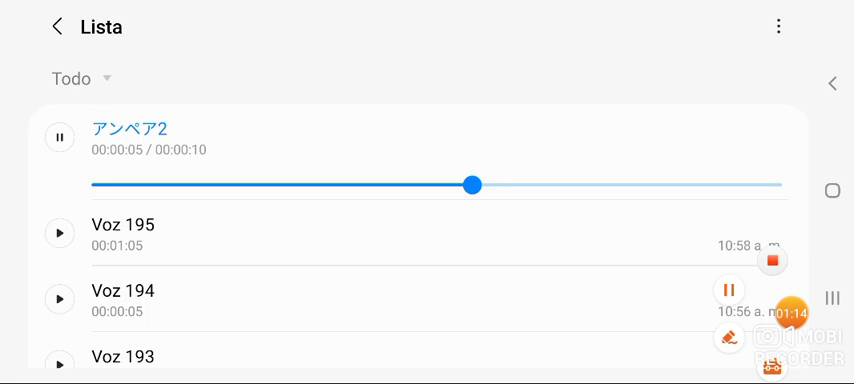 Lista
Todo
アンペア2
00:00:05 / 00:00:10
Voz 195
00:01:05
10:58 a. m
Voz 194
00:00:05
10:56 a. m
01:14
MOBI
RECORDER
Voz 193